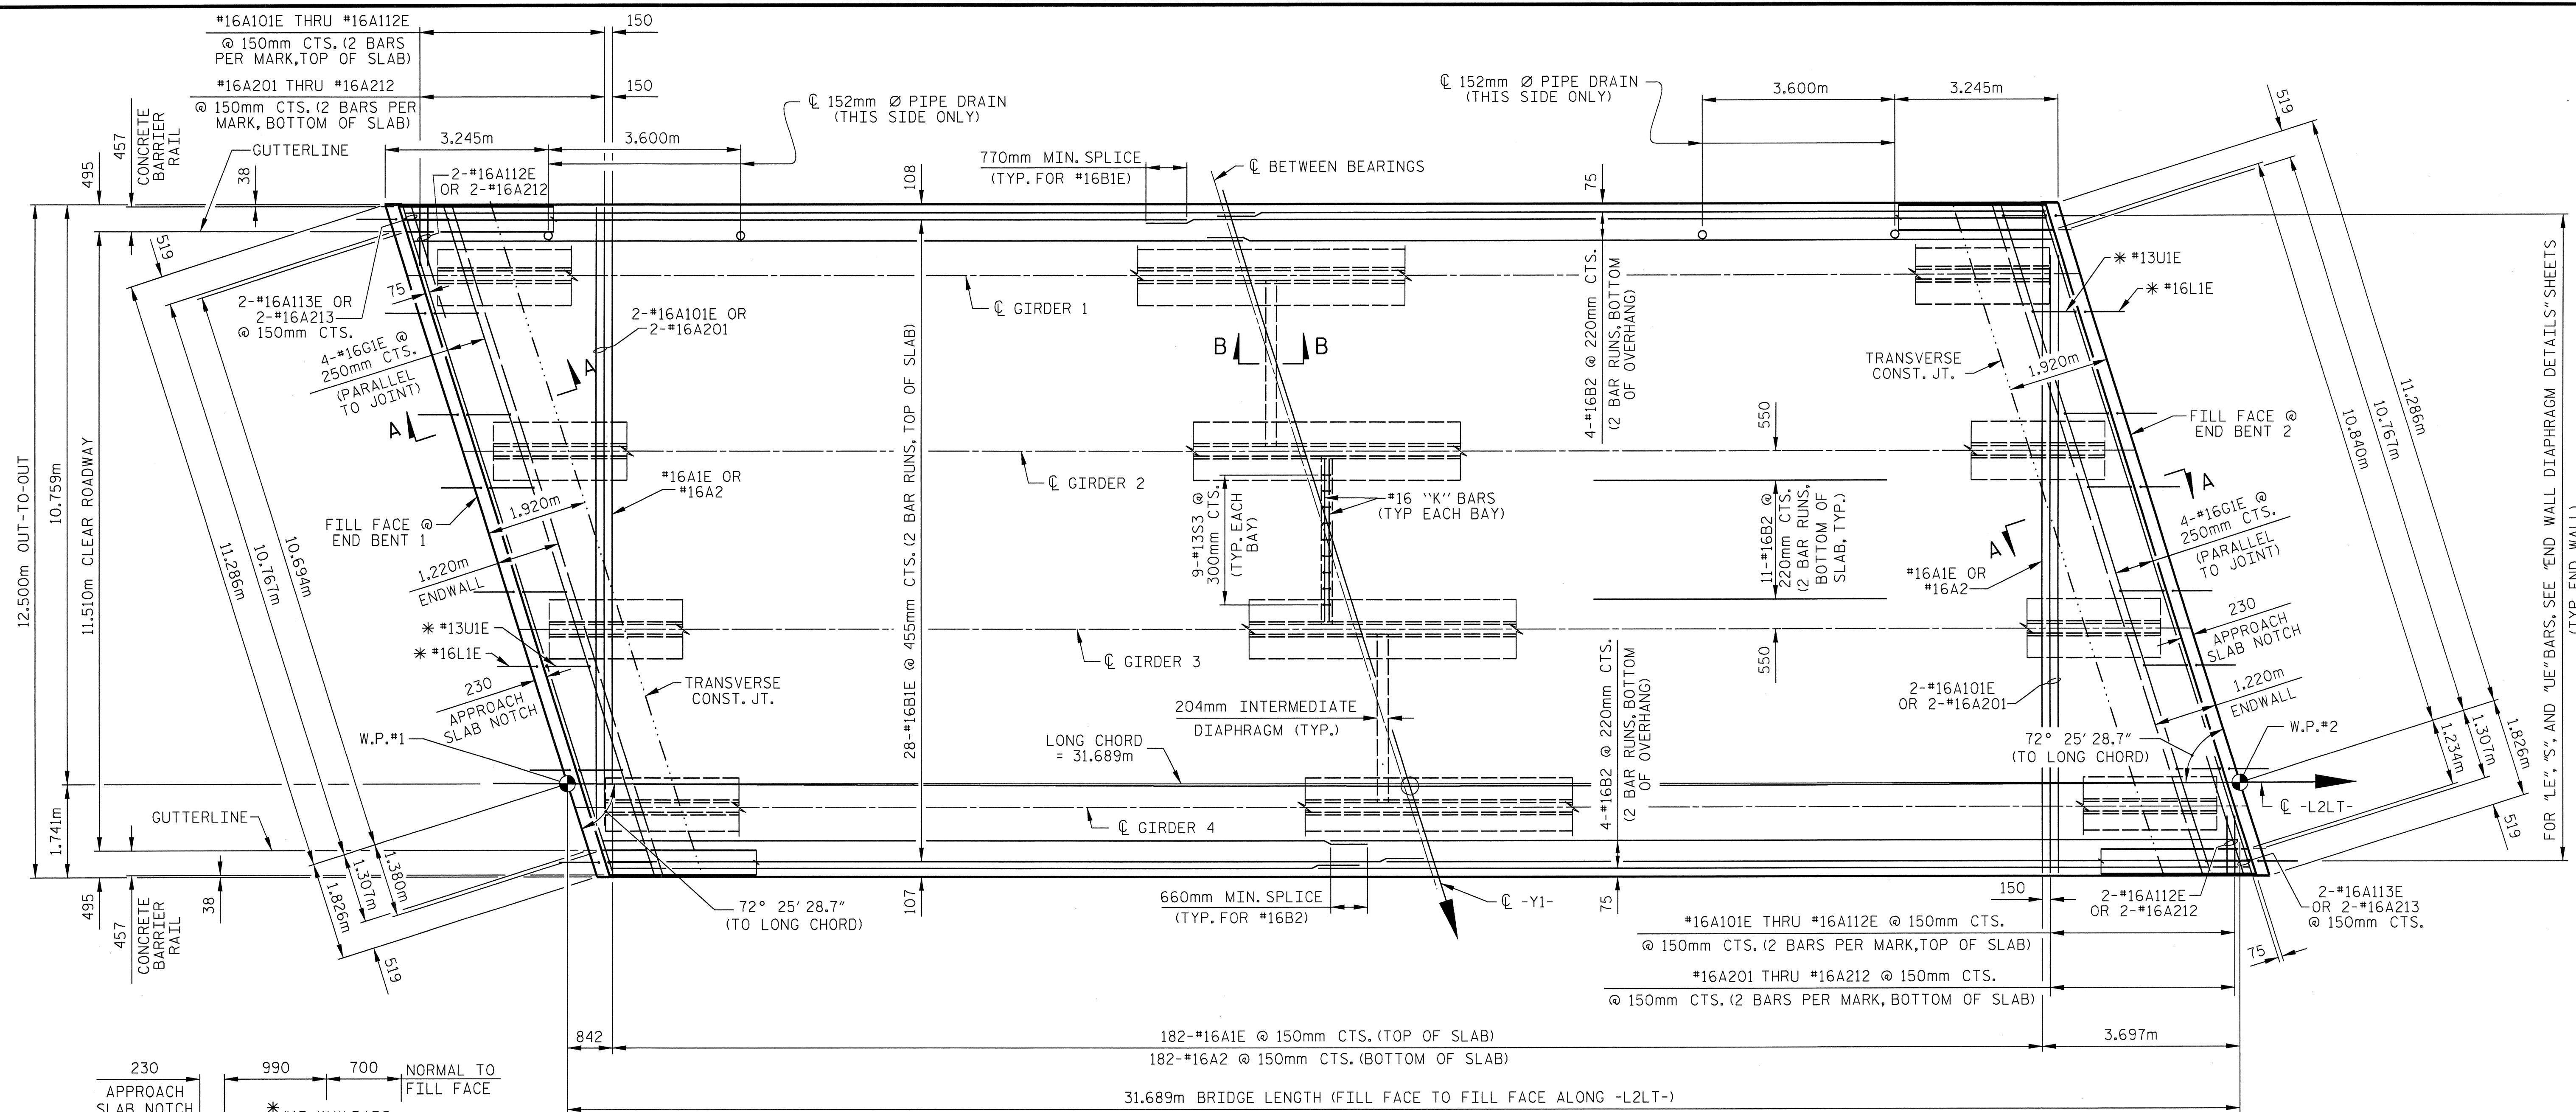 #16A101E THRU #16A112E
@ 150mm CTS. (2 BARS
PER MARK, TOP OF SLAB)
150
#16A201 THRU #16A212
@ 150mm CTS. (2 BARS PER
MARK, BOTTOM OF SLAB)
150
457
CONCRETE
BARRIER
RAIL
495
GUTTERLINE
38
3.245m
3.600m
℄ 152mm Ø PIPE DRAIN
(THIS SIDE ONLY)
2-#16A112E
OR 2-#16A212
770mm MIN. SPLICE
(TYP. FOR #16B1E)
108
℄ BETWEEN BEARINGS
℄ 152mm Ø PIPE DRAIN
(THIS SIDE ONLY)
3.600m
3.245m
75
519
519
75
2-#16A113E OR
2-#16A213
@ 150mm CTS.
4-#16G1E @
250mm CTS.
(PARALLEL
TO JOINT)
A
A
2-#16A101E OR
2-#16A201
℄ GIRDER 1
B
B
4-#16B2 @ 220mm CTS.
(2 BAR RUNS, BOTTOM
OF OVERHANG)
* #13U1E
* #16L1E
TRANSVERSE
CONST. JT.
1.920m
FILL FACE @
END BENT 2
11.286m
10.767m
10.840m
FOR "LE", "S", AND "UE" BARS, SEE "END WALL DIAPHRAGM DETAILS" SHEETS
(TYP. END WALL)
12.500m OUT-TO-OUT
10.759m
11.510m CLEAR ROADWAY
28-#16B1E @ 455mm CTS. (2 BAR RUNS, TOP OF SLAB)
#16A1E OR
#16A2
℄ GIRDER 2
550
FILL FACE @
END BENT 1
1.920m
1.220m
ENDWALL
11.286m
10.767m
10.694m
9-#13S3 @
300mm CTS.
(TYP. EACH
BAY)
#16 "K" BARS
(TYP EACH BAY)
11-#16B2 @
220mm CTS.
(2 BAR RUNS,
BOTTOM OF
SLAB, TYP.)
A
A
4-#16G1E @
250mm CTS.
(PARALLEL
TO JOINT)
#16A1E OR
#16A2
* #13U1E
* #16L1E
230
APPROACH
SLAB NOTCH
℄ GIRDER 3
550
TRANSVERSE
CONST. JT.
230
APPROACH
SLAB NOTCH
1.220m
ENDWALL
2-#16A101E
OR 2-#16A201
204mm INTERMEDIATE
DIAPHRAGM (TYP.)
LONG CHORD
= 31.689m
4-#16B2 @ 220mm CTS.
(2 BAR RUNS, BOTTOM
OF OVERHANG)
W.P.#1
72° 25' 28.7"
(TO LONG CHORD)
W.P.#2
1.234m
1.307m
1.826m
℄ -L2LT-
519
1.741m
GUTTERLINE
℄ GIRDER 4
1.380m
1.307m
1.826m
519
495
457
CONCRETE
BARRIER
RAIL
38
72° 25' 28.7"
(TO LONG CHORD)
107
660mm MIN. SPLICE
(TYP. FOR #16B2)
℄ -Y1-
75
150
2-#16A112E
OR 2-#16A212
2-#16A113E
OR 2-#16A213
@ 150mm CTS.
75
#16A101E THRU #16A112E @ 150mm CTS.
@ 150mm CTS. (2 BARS PER MARK, TOP OF SLAB)
#16A201 THRU #16A212 @ 150mm CTS.
@ 150mm CTS. (2 BARS PER MARK, BOTTOM OF SLAB)
842
182-#16A1E @ 150mm CTS. (TOP OF SLAB)
182-#16A2 @ 150mm CTS. (BOTTOM OF SLAB)
3.697m
31.689m BRIDGE LENGTH (FILL FACE TO FILL FACE ALONG -L2LT-)
230
APPROACH
SLAB NOTCH
990
700
NORMAL TO
FILL FACE
*